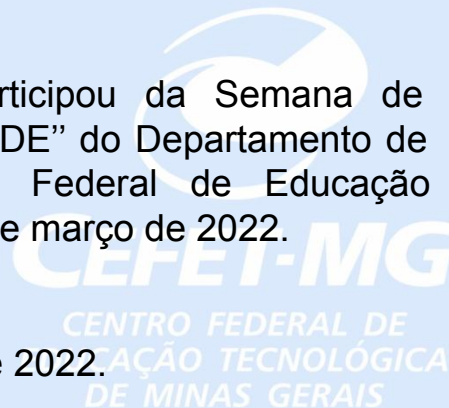 rticipou da Semana de
DE” do Departamento de
Federal de Educação
e março de 2022.
CEFET-MG
CENTRO FEDERAL DE
EDUCAÇÃO TECNOLÓGICA
e 2022.
DE MINAS GERAIS